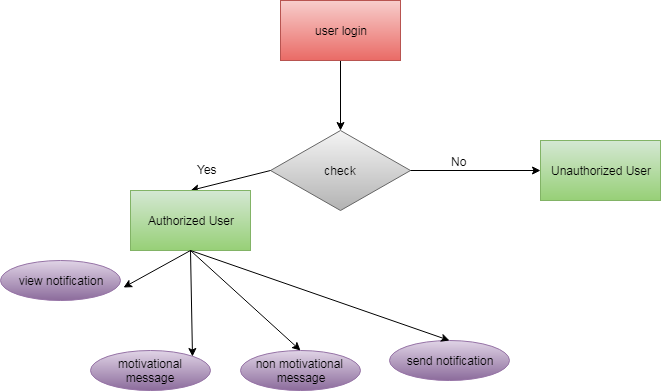 user login
check
Yes
No
Unauthorized User
Authorized User
view notification
motivational
message
non motivational
message
send notification